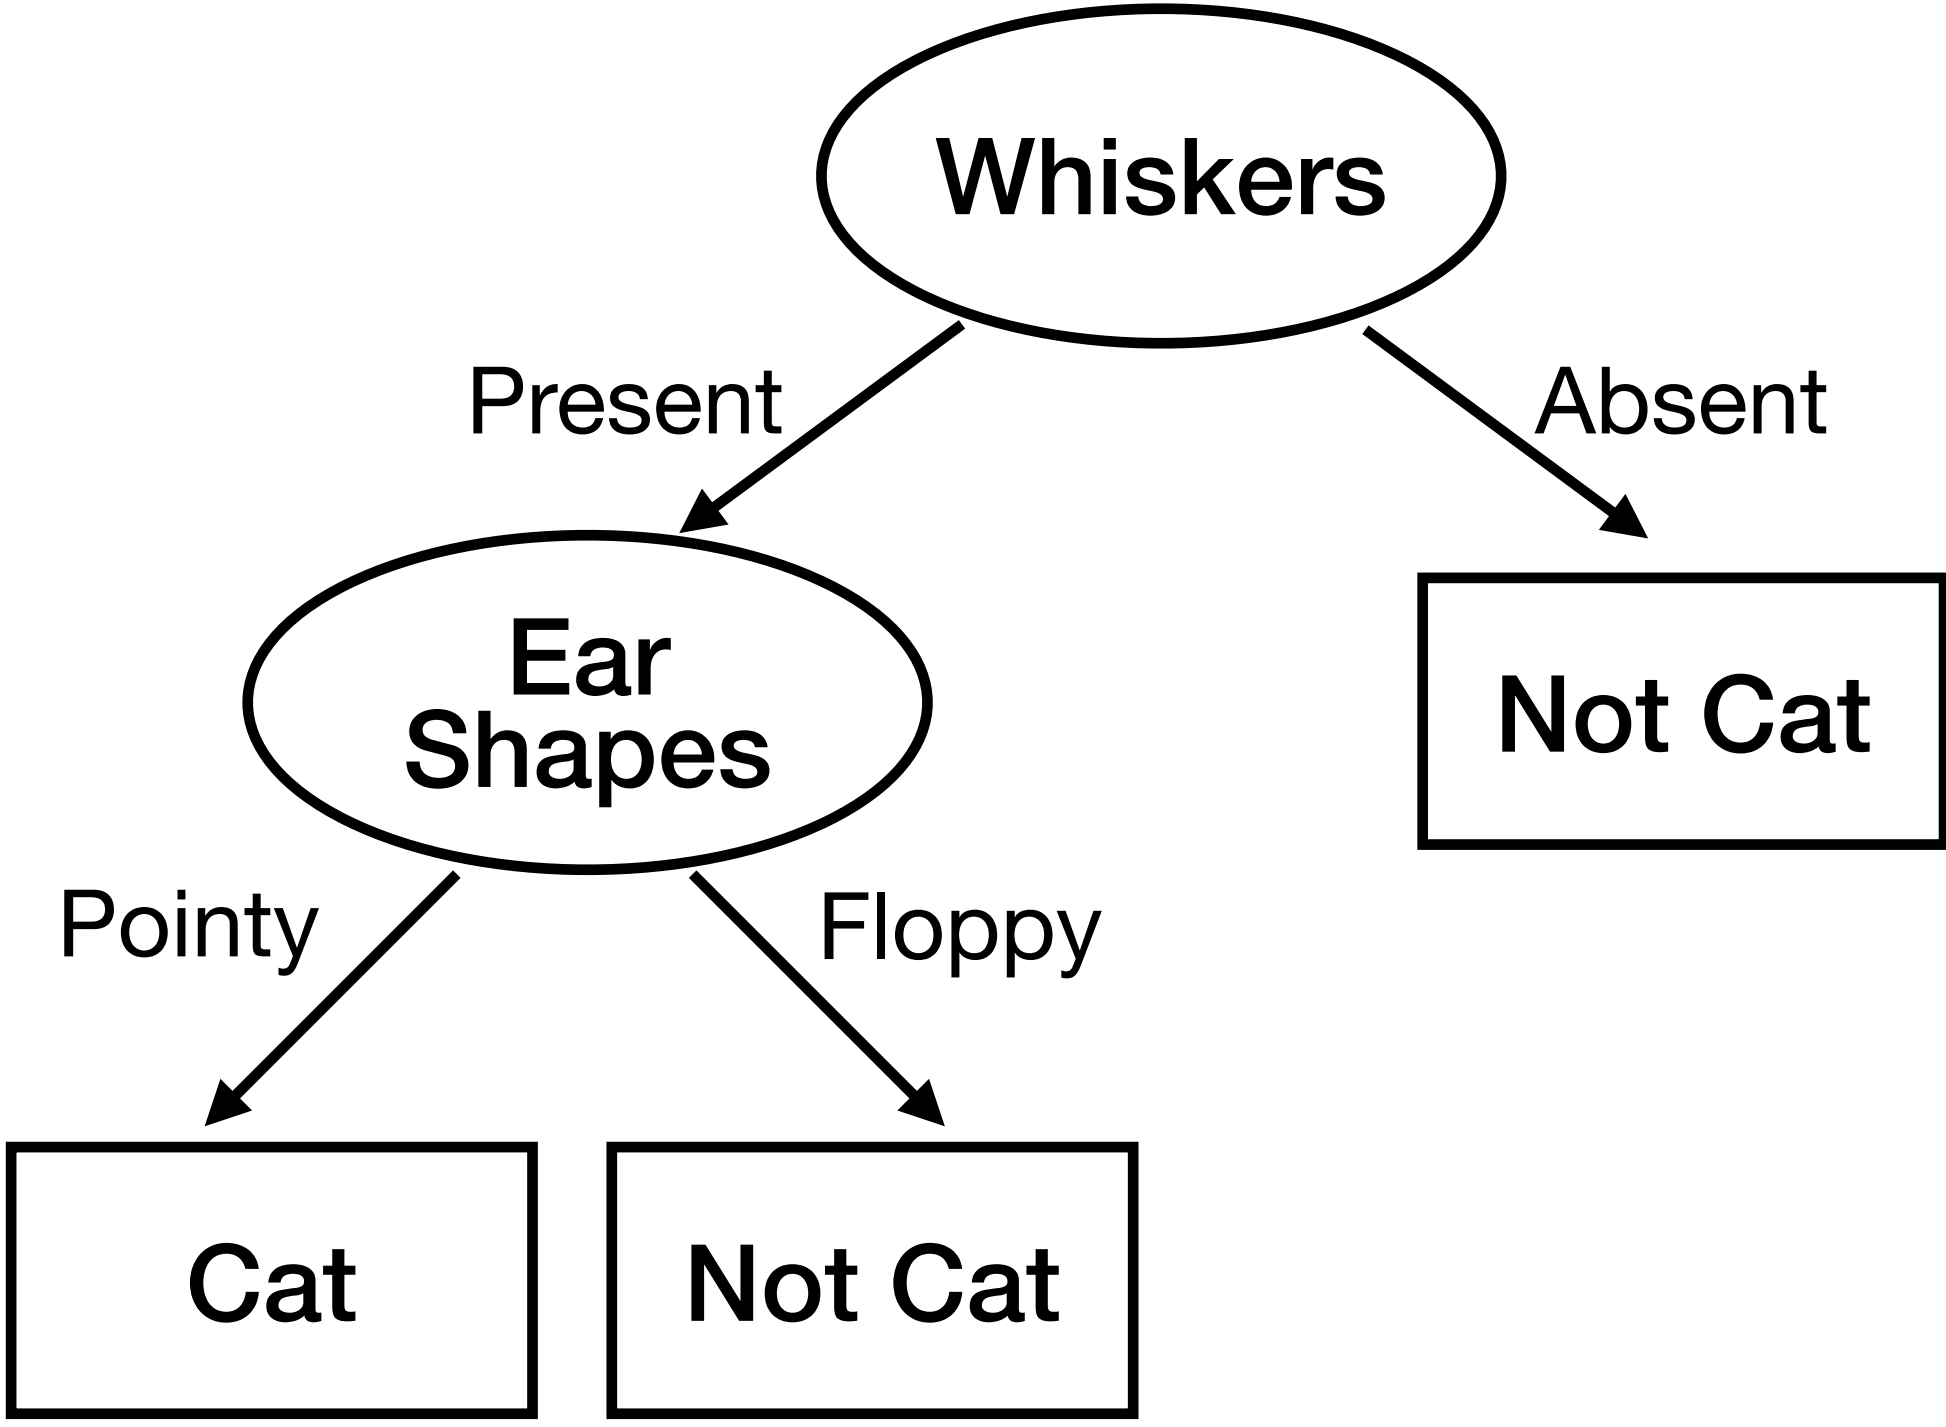 Whiskers
Present
Absent
Ear
Shapes
Not Cat
Pointy
Floppy
Cat
Not Cat